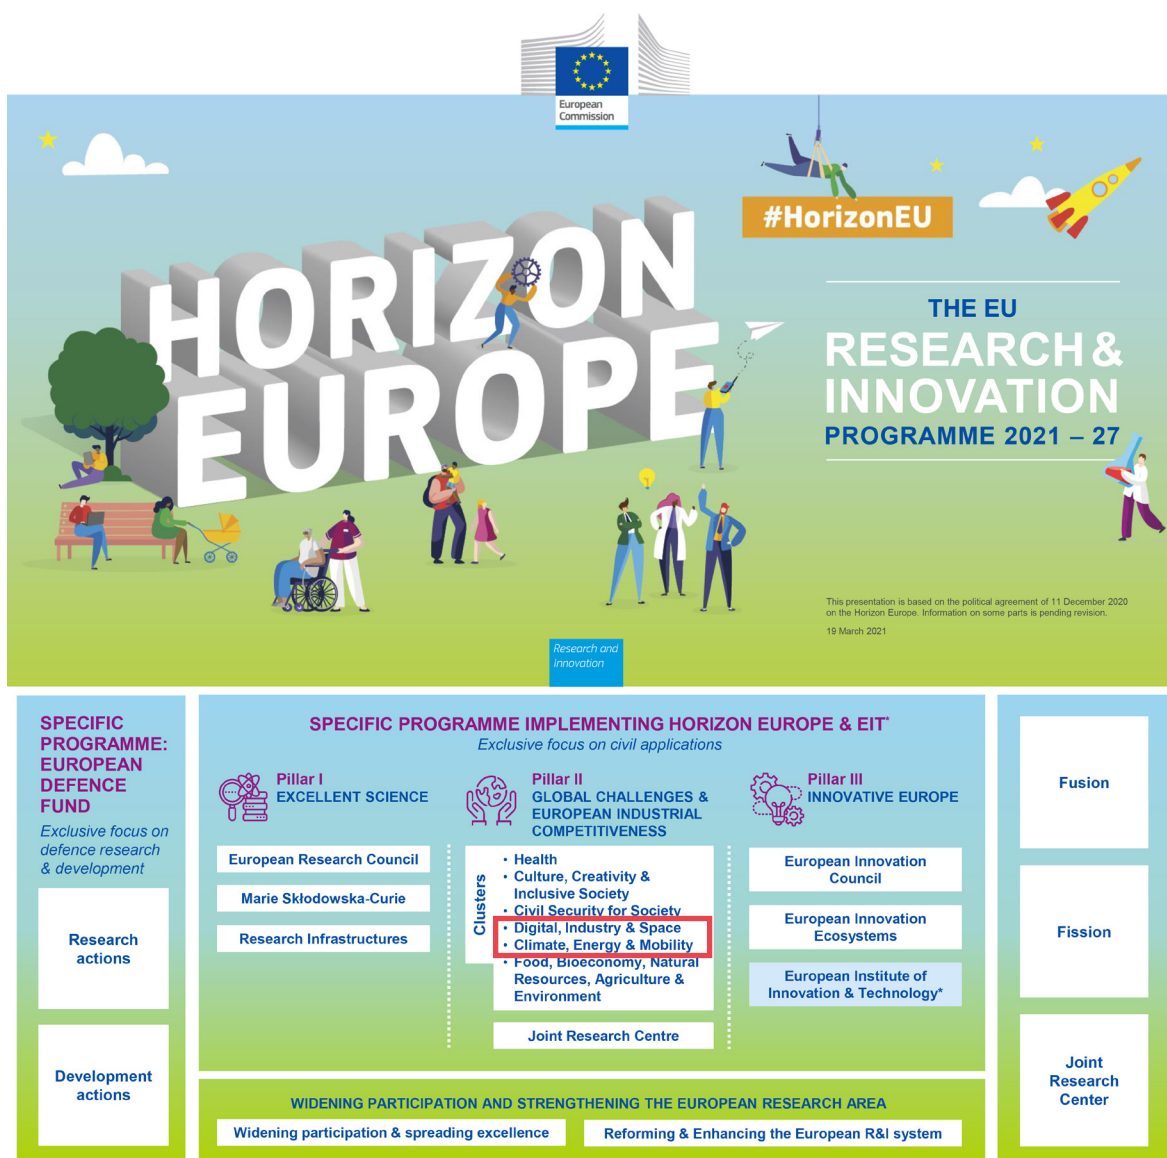 European
Commission
#HorizonEU
HORIZON
EUROPE
THE EU
RESEARCH &
INNOVATION
PROGRAMME 2021 – 27
This presentation is based on the political agreement of 11 December 2020
on the Horizon Europe. Information on some parts is pending revision.
19 March 2021
Research and
innovation
SPECIFIC
PROGRAMME:
EUROPEAN
DEFENCE
FUND
Exclusive focus on
defence research
& development
Research
actions
Development
actions
SPECIFIC PROGRAMME IMPLEMENTING HORIZON EUROPE & EIT*
Exclusive focus on civil applications
Pillar I
EXCELLENT SCIENCE
European Research Council
Marie Skłodowska-Curie
Research Infrastructures
Pillar II
GLOBAL CHALLENGES &
EUROPEAN INDUSTRIAL
COMPETITIVENESS
Clusters
• Health
• Culture, Creativity &
Inclusive Society
• Civil Security for Society
• Digital, Industry & Space
• Climate, Energy & Mobility
• Food, Bioeconomy, Natural
Resources, Agriculture &
Environment
Joint Research Centre
Pillar III
INNOVATIVE EUROPE
European Innovation
Council
European Innovation
Ecosystems
European Institute of
Innovation & Technology*
WIDENING PARTICIPATION AND STRENGTHENING THE EUROPEAN RESEARCH AREA
Widening participation & spreading excellence
Reforming & Enhancing the European R&I system
Fusion
Fission
Joint
Research
Center